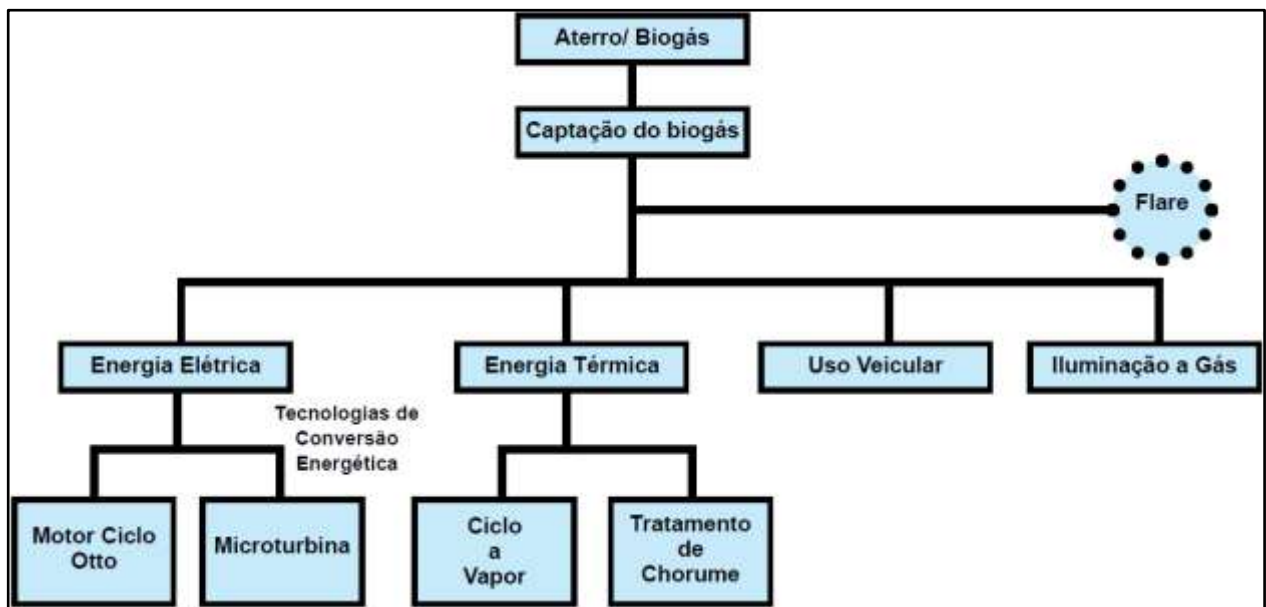 Aterro/ Biogás
Captação do biogás
Flare
Energia Elétrica
Energia Térmica
Uso Veicular
Iluminação a Gás
Tecnologias de
Conversão
Energética
Motor Ciclo
Otto
Microturbina
Ciclo
a
Vapor
Tratamento
de
Chorume